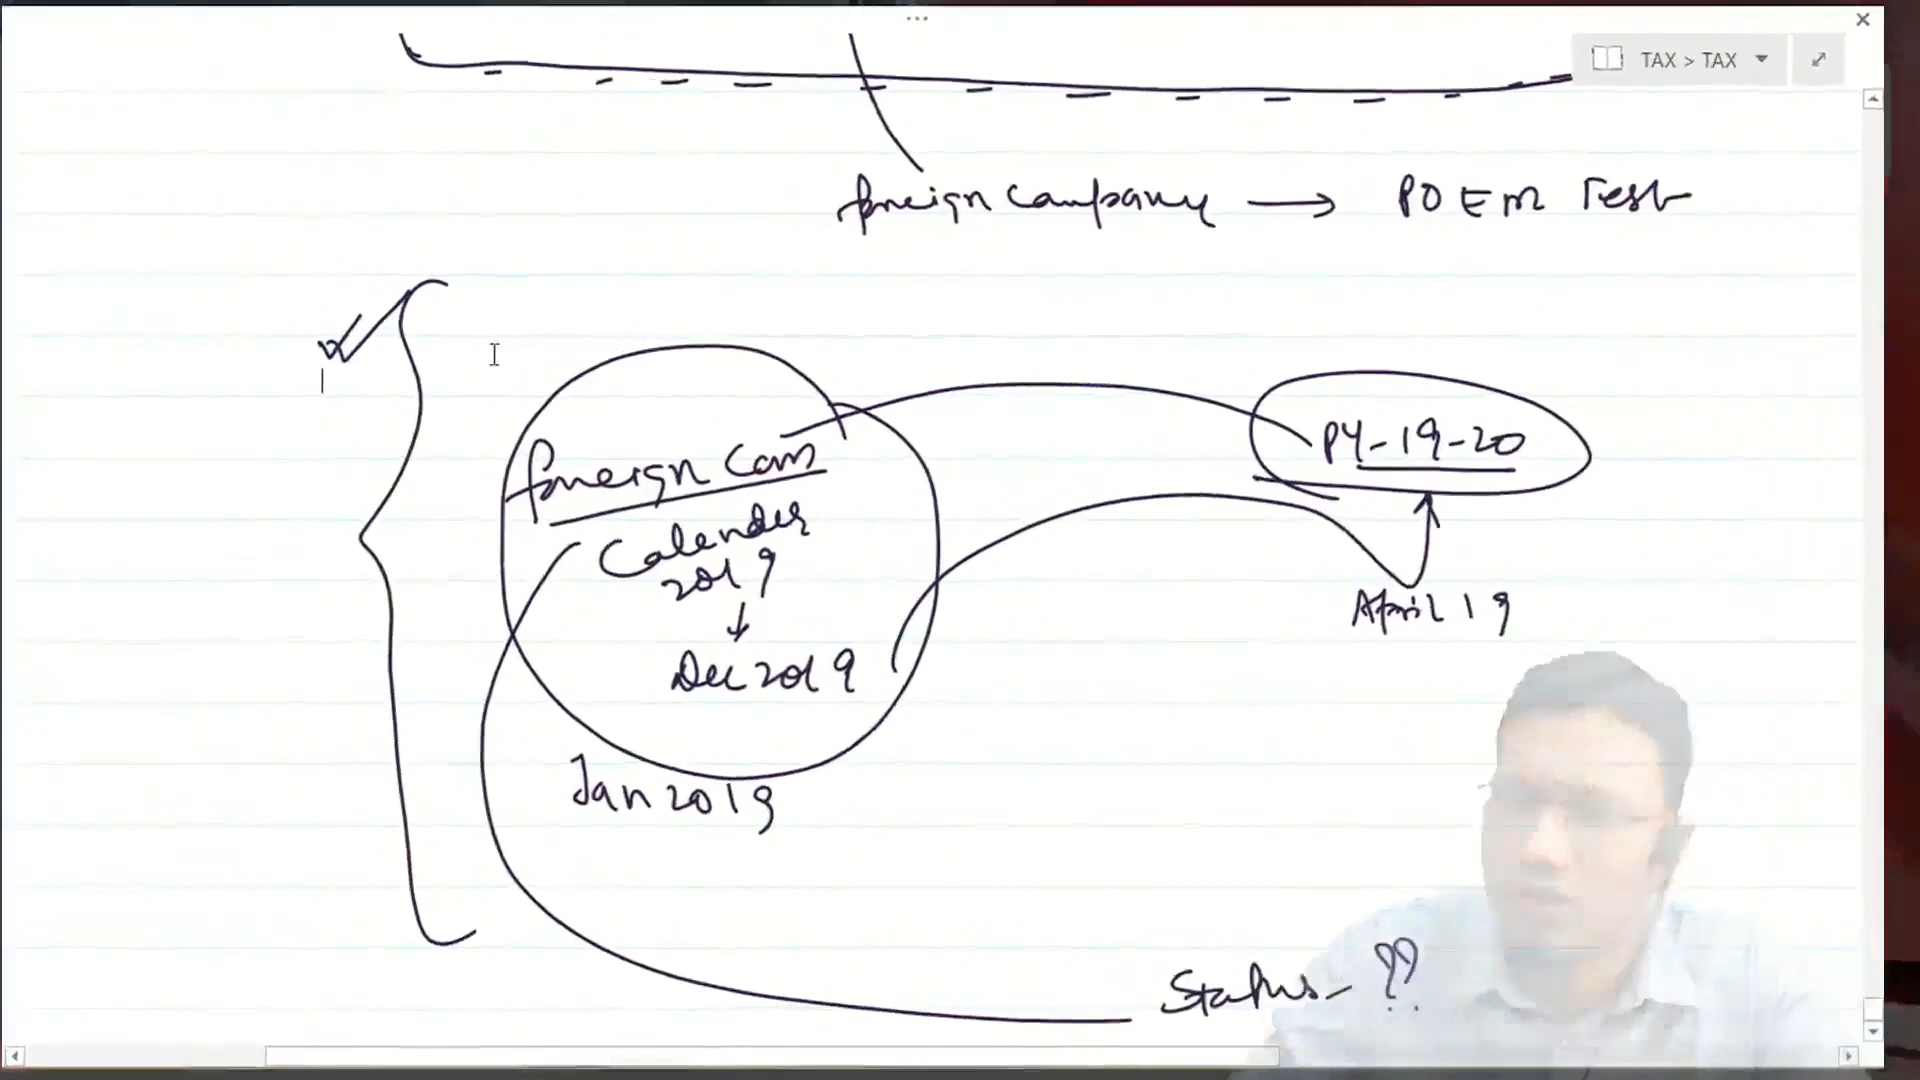 TAX > TAX
foreign company → POEM Test
foreign Com
Calender
2019
↓
Dec 2019
Jan 2019
PY-19-20
April 19
Status - ??